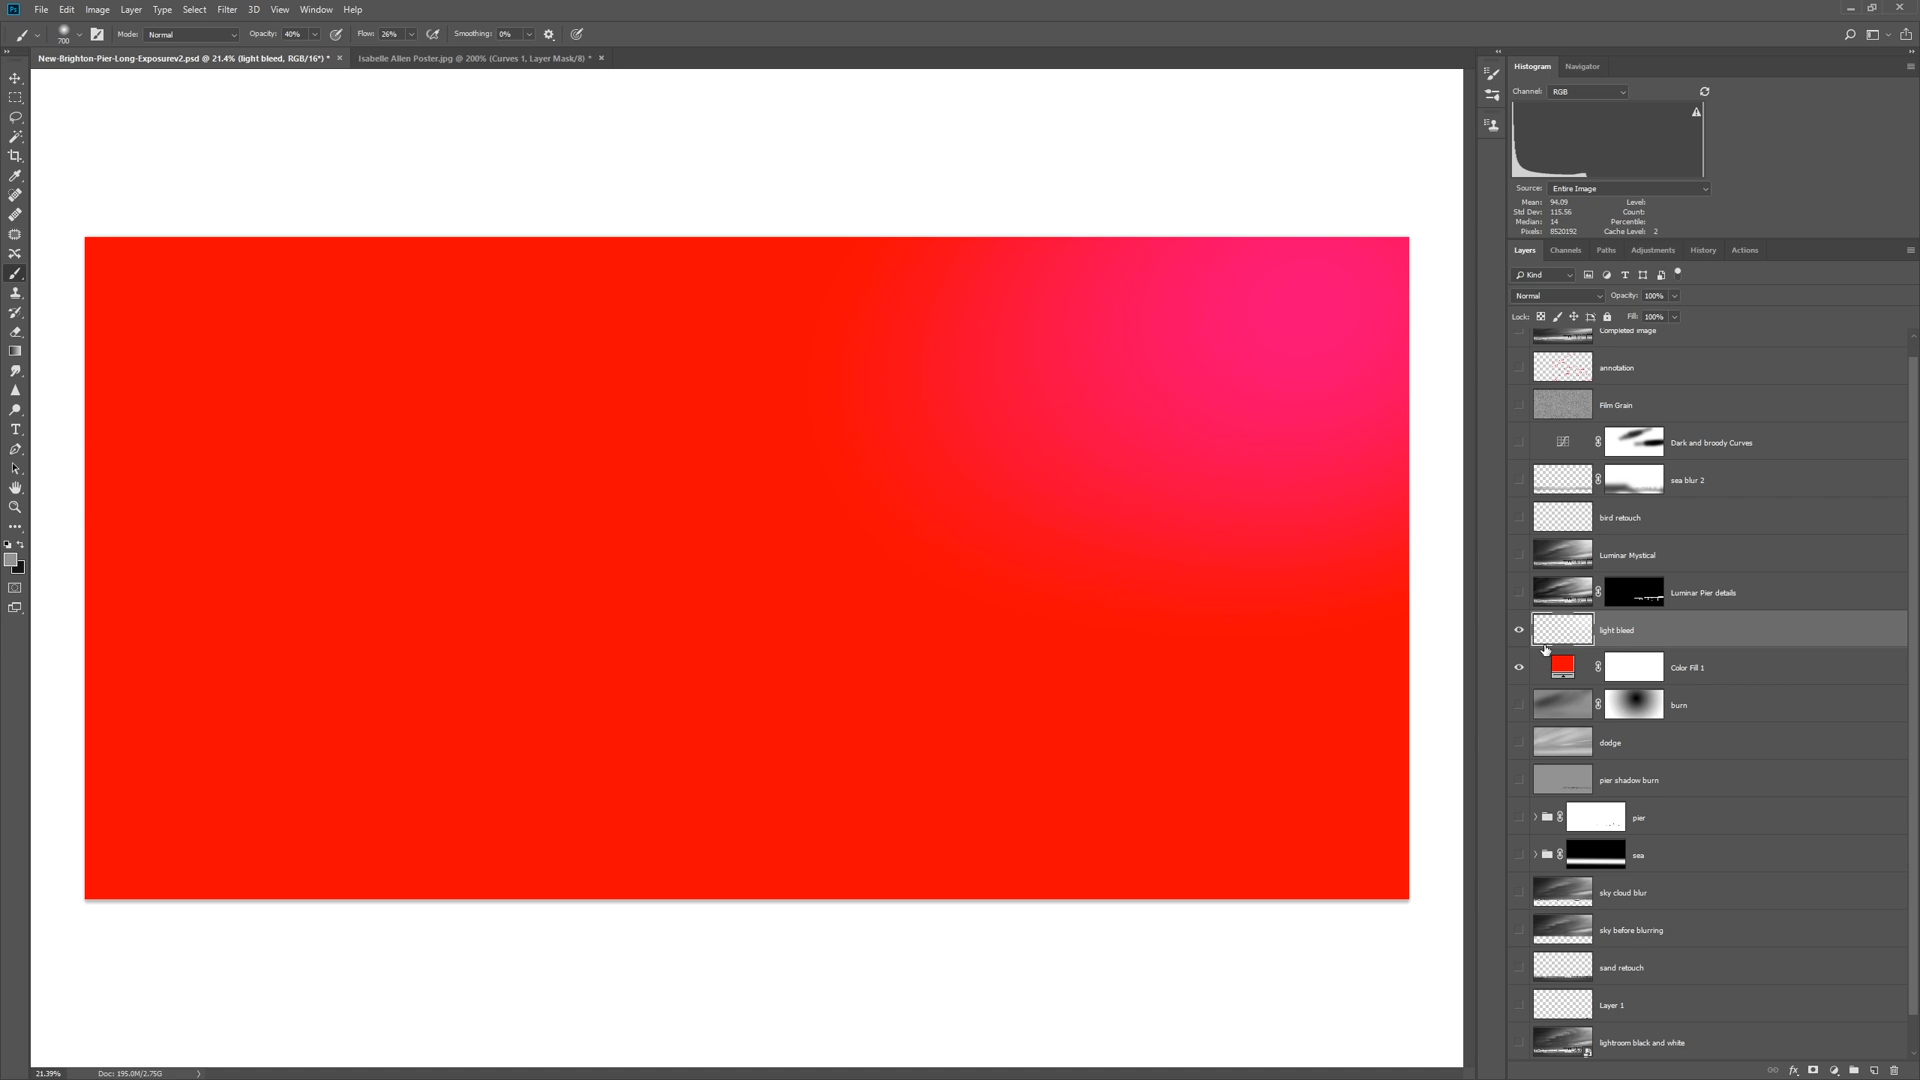 Ps File Edit Image Layer Type Select Filter 3D View Window Help
700 Mode: Normal Opacity: 40% Flow: 26% Smoothing: 0%
New-Brighton-Pier-Long-Exposurev2.psd @ 21.4% (light bleed, RGB/16*) * Isabelle Allen Poster.jpg @ 200% (Curves 1, Layer Mask/8) *
Histogram Navigator
Channel: RGB
Source: Entire Image
Mean: 94.09 Level:
Std Dev: 115.56 Count:
Median: 14 Percentile:
Pixels: 8520192 Cache Level: 2
Layers Channels Paths Adjustments History Actions
Kind
Normal Opacity: 100%
Lock: Fill: 100%
Completed Image
annotation
Film Grain
Dark and broody Curves
sea blur 2
bird retouch
Luminar Mystical
Luminar Pier details
light bleed
Color Fill 1
burn
dodge
pier shadow burn
pier
sea
sky cloud blur
sky before blurring
sand retouch
Layer 1
lightroom black and white
fx
21.39% Doc: 195.0M/2.75G